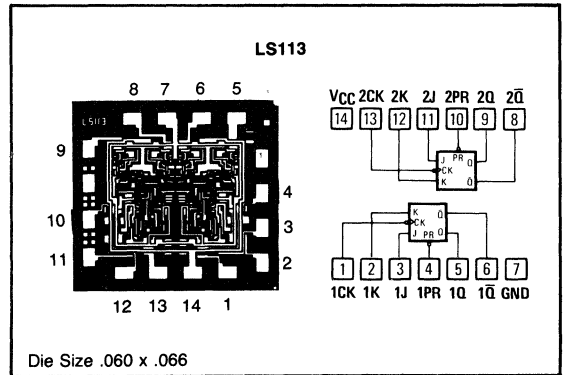 LS113
8 7 6 5
LS113
9
10
11
4
3
2
12 13 14 1
VCC 2CK 2K 2J 2PR 2Q 2Q̅
14 13 12 11 10 9 8
PR
J Q
CK
K Q
K Q̅
CK
J Q
PR
1 2 3 4 5 6 7
1CK 1K 1J 1PR 1Q 1Q̅ GND
Die Size .060 x .066